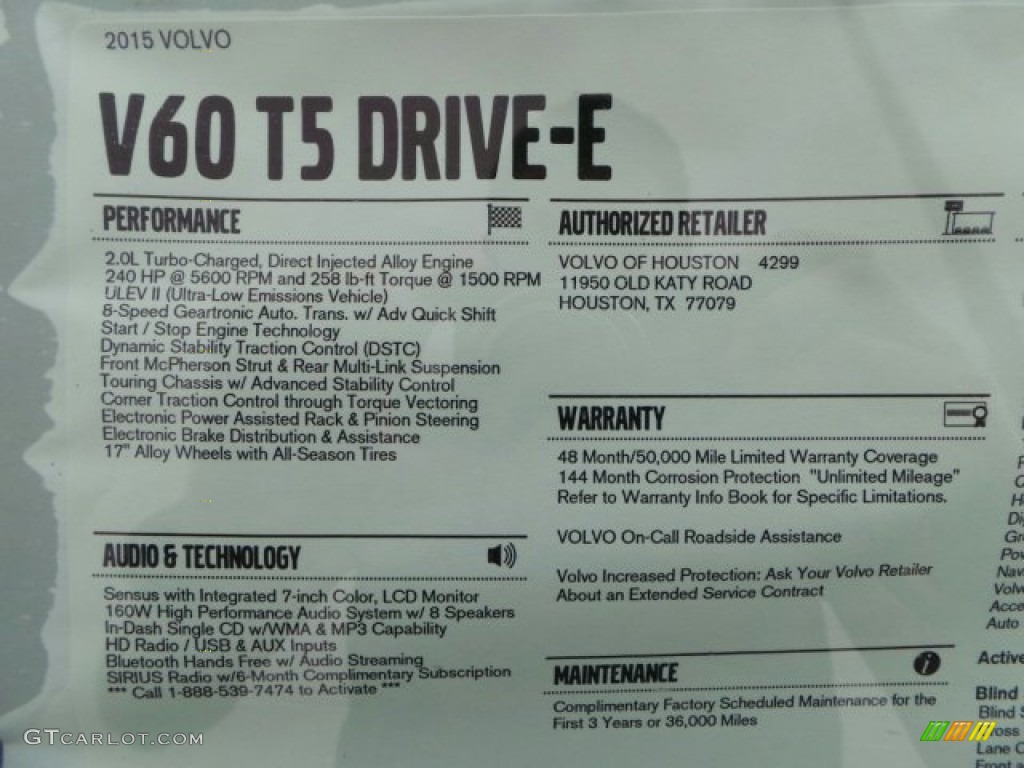 2015 VOLVO
V60 T5 DRIVE-E
PERFORMANCE
2.0L Turbo-Charged, Direct Injected Alloy Engine
240 HP @ 5600 RPM and 258 lb-ft Torque @ 1500 RPM
ULEV II (Ultra-Low Emissions Vehicle)
8-Speed Geartronic Auto. Trans. w/ Adv Quick Shift
Start / Stop Engine Technology
Dynamic Stability Traction Control (DSTC)
Front McPherson Strut & Rear Multi-Link Suspension
Touring Chassis w/ Advanced Stability Control
Corner Traction Control through Torque Vectoring
Electronic Power Assisted Rack & Pinion Steering
Electronic Brake Distribution & Assistance
17" Alloy Wheels with All-Season Tires
AUDIO & TECHNOLOGY
Sensus with Integrated 7-inch Color, LCD Monitor
160W High Performance Audio System w/ 8 Speakers
In-Dash Single CD w/WMA & MP3 Capability
HD Radio / USB & AUX Inputs
Bluetooth Hands Free w/ Audio Streaming
SIRIUS Radio w/6-Month Complimentary Subscription
*** Call 1-888-539-7474 to Activate ***
AUTHORIZED RETAILER
VOLVO OF HOUSTON 4299
11950 OLD KATY ROAD
HOUSTON, TX 77079
WARRANTY
48 Month/50,000 Mile Limited Warranty Coverage
144 Month Corrosion Protection "Unlimited Mileage"
Refer to Warranty Info Book for Specific Limitations.
VOLVO On-Call Roadside Assistance
Volvo Increased Protection: Ask Your Volvo Retailer
About an Extended Service Contract
MAINTENANCE
Complimentary Factory Scheduled Maintenance for the
First 3 Years or 36,000 Miles
Auto
Active
Blind
Blind
Lane
Front
GTCARLOT.COM